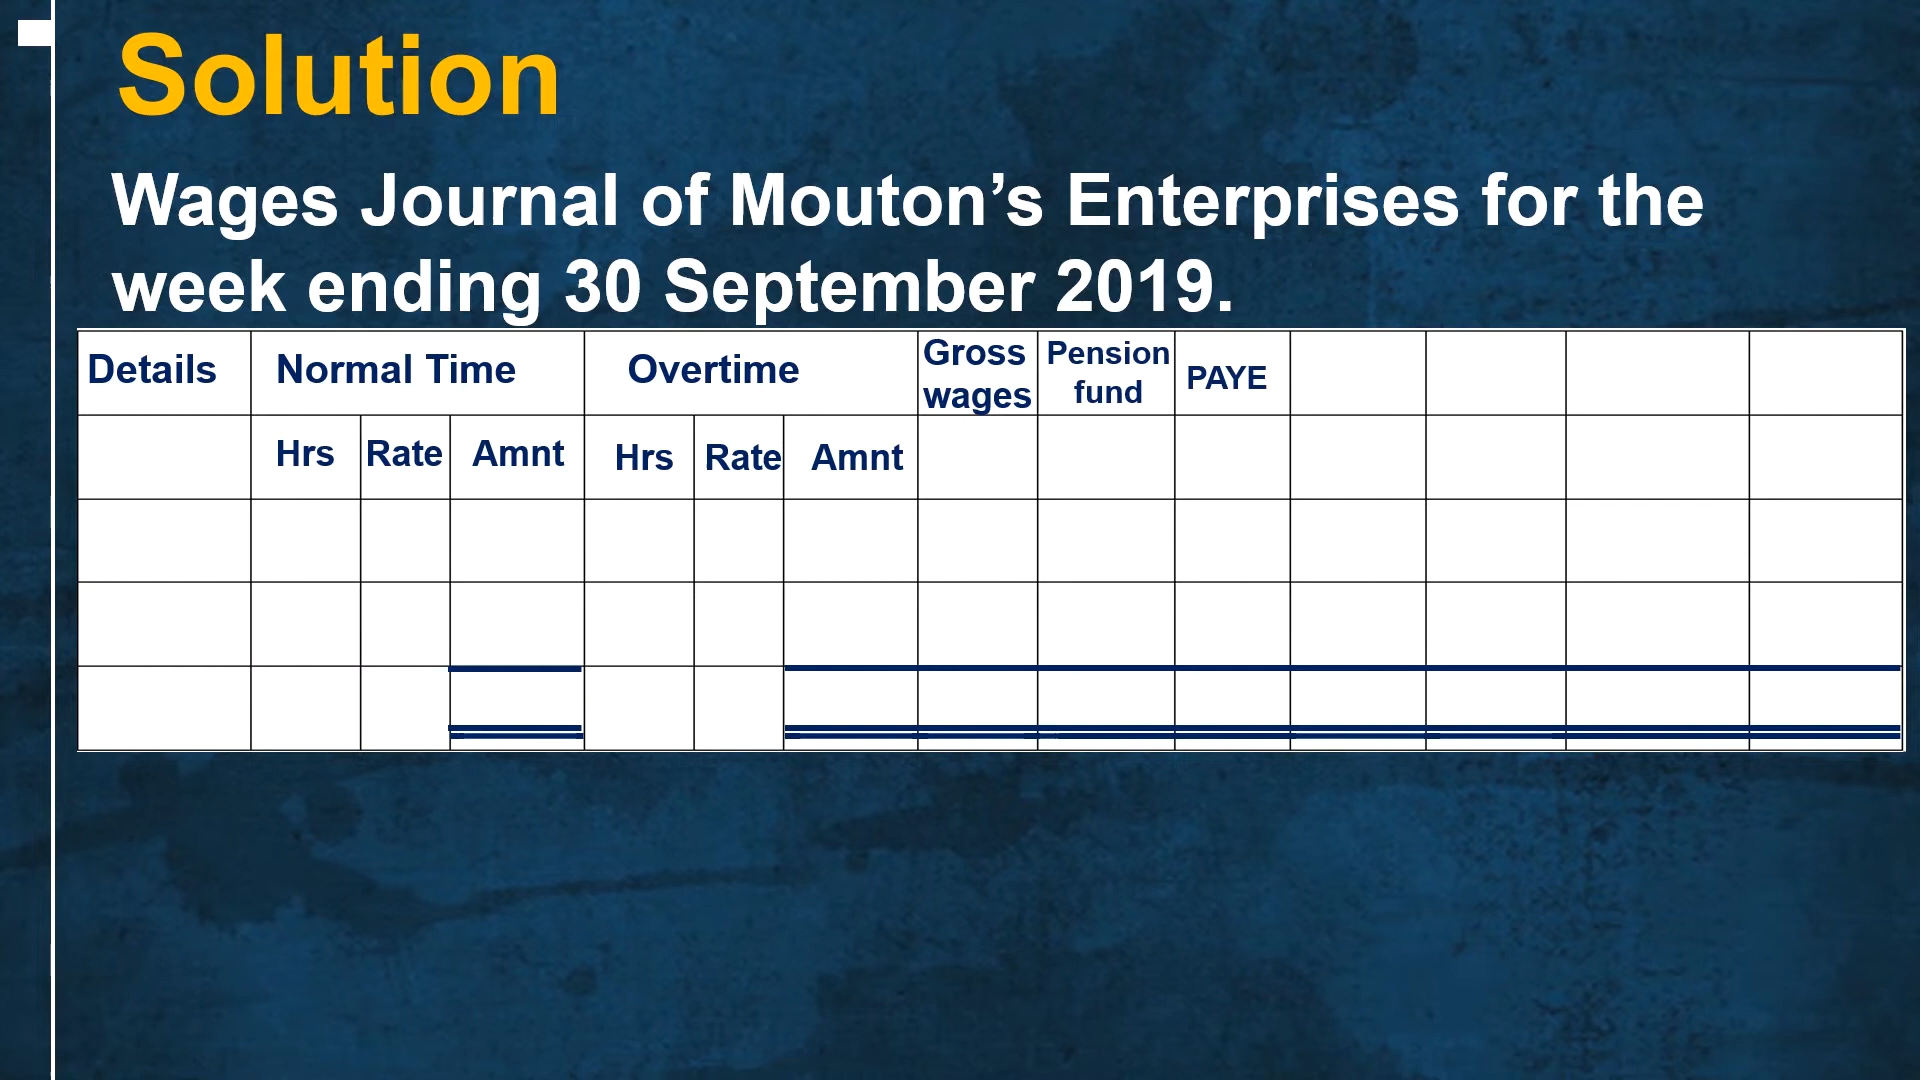 Solution
Wages Journal of Mouton’s Enterprises for the
week ending 30 September 2019.
Details Normal Time Overtime Gross wages Pension fund PAYE
Hrs Rate Amnt Hrs Rate Amnt